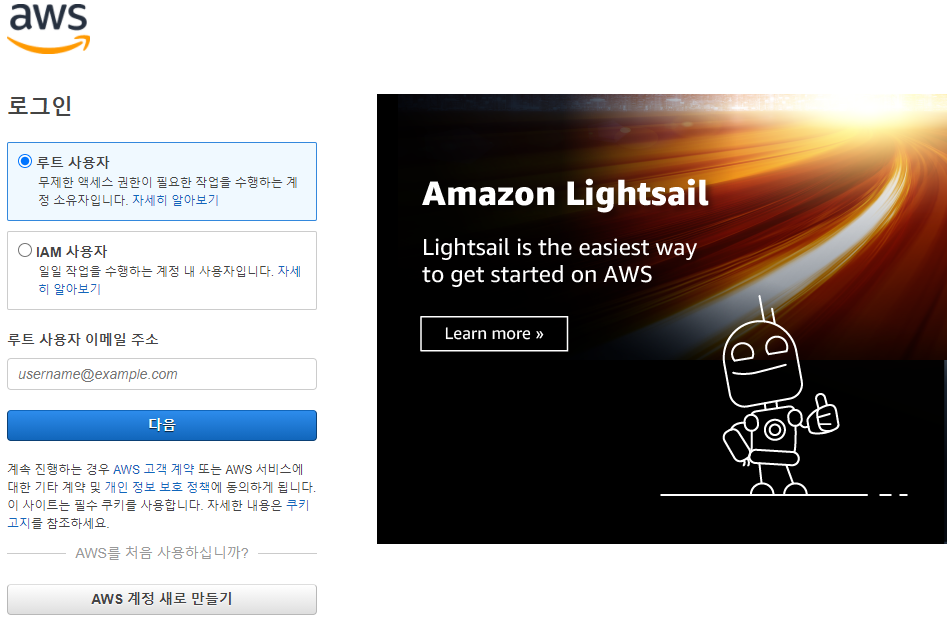 aws
로그인
루트 사용자
무제한 액세스 권한이 필요한 작업을 수행하는 계
정 소유자입니다. 자세히 알아보기
IAM 사용자
일일 작업을 수행하는 계정 내 사용자입니다. 자세
히 알아보기
루트 사용자 이메일 주소
username@example.com
다음
계속 진행하는 경우 AWS 고객 계약 또는 AWS 서비스에
대한 기타 계약 및 개인 정보 보호 정책에 동의하게 됩니다.
이 사이트는 필수 쿠키를 사용합니다. 자세한 내용은 쿠키
고지를 참조하세요.
AWS를 처음 사용하십니까?
AWS 계정 새로 만들기
Amazon Lightsail
Lightsail is the easiest way
to get started on AWS
Learn more »